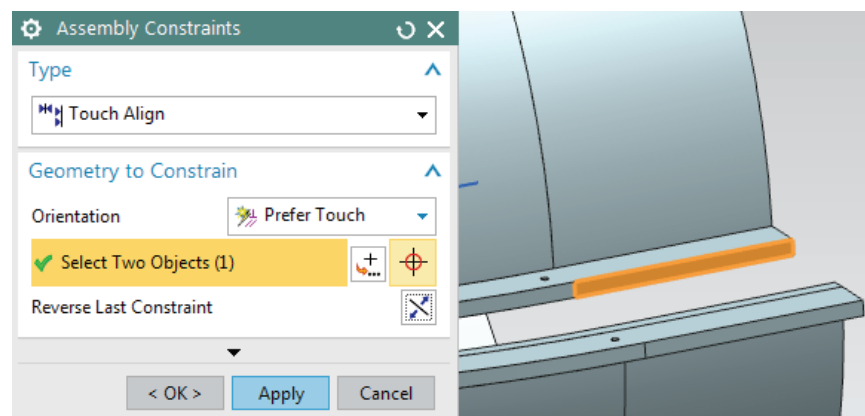 Assembly Constraints
Type
Touch Align
Geometry to Constrain
Orientation
Prefer Touch
Select Two Objects (1)
Reverse Last Constraint
< OK >
Apply
Cancel